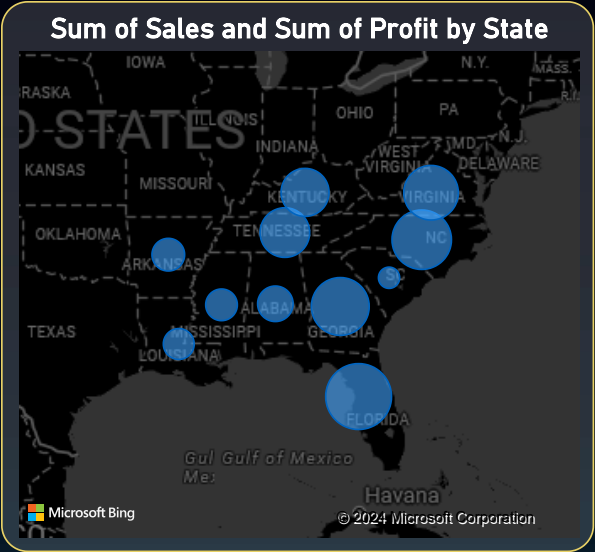 Sum of Sales and Sum of Profit by State
IOWA
N.Y.
MASS.
RASKA
R.I.
OHIO
PA
ILLINOIS
D STATES
N.J.
INDIANA
MD
WEST
VIRGINIA
DELAWARE
KANSAS
MISSOURI
KENTUCKY
VIRGINIA
OKLAHOMA
TENNESSEE
NC
ARKANSAS
SC
ALABAMA
TEXAS
MISSISSIPPI
GEORGIA
LOUISIANA
FLORIDA
Gul Gulf of Mexico
Me
Havana
Microsoft Bing
© 2024 Microsoft Corporation